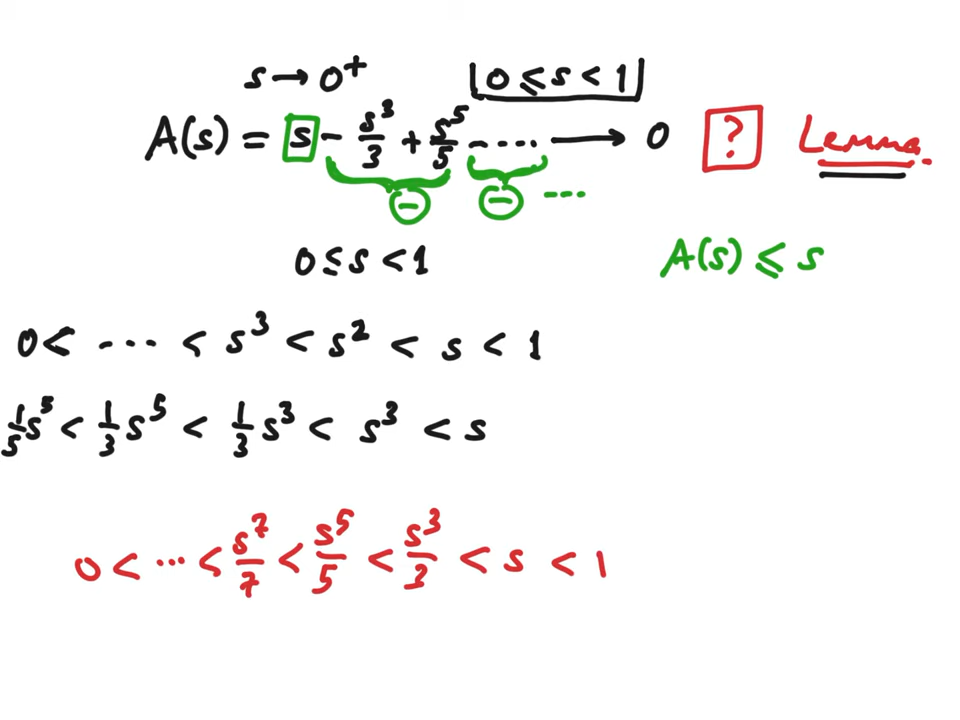 s → 0⁺ 0 ≤ s < 1
A(s) = s - s³/3 + s⁵/5 - .... → 0 ? Lemma.
- - ....
0 ≤ s < 1 A(s) ≤ s
0 < ... < s³ < s² < s < 1
1/5 s⁵ < 1/3 s⁵ < 1/3 s³ < s³ < s
0 < ... < s⁷/7 < s⁵/5 < s³/3 < s < 1